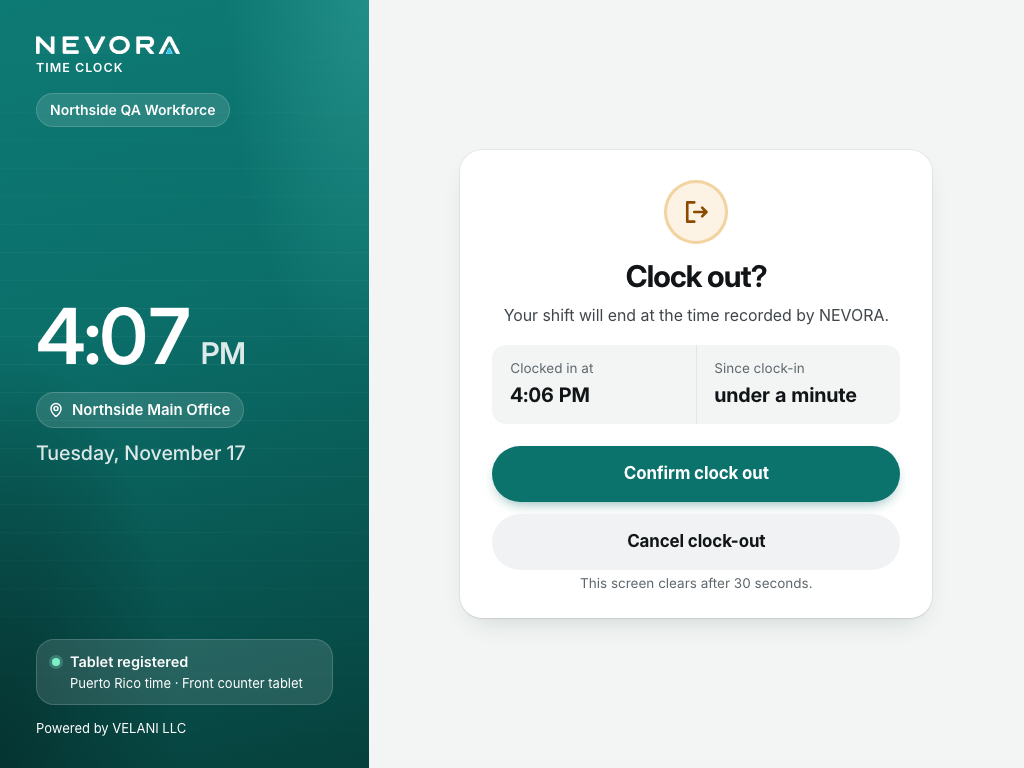 NEVORA
TIME CLOCK
Northside QA Workforce
4:07 PM
Northside Main Office
Tuesday, November 17
Tablet registered
Puerto Rico time · Front counter tablet
Powered by VELANI LLC
Clock out?
Your shift will end at the time recorded by NEVORA.
Clocked in at
4:06 PM
Since clock-in
under a minute
Confirm clock out
Cancel clock-out
This screen clears after 30 seconds.